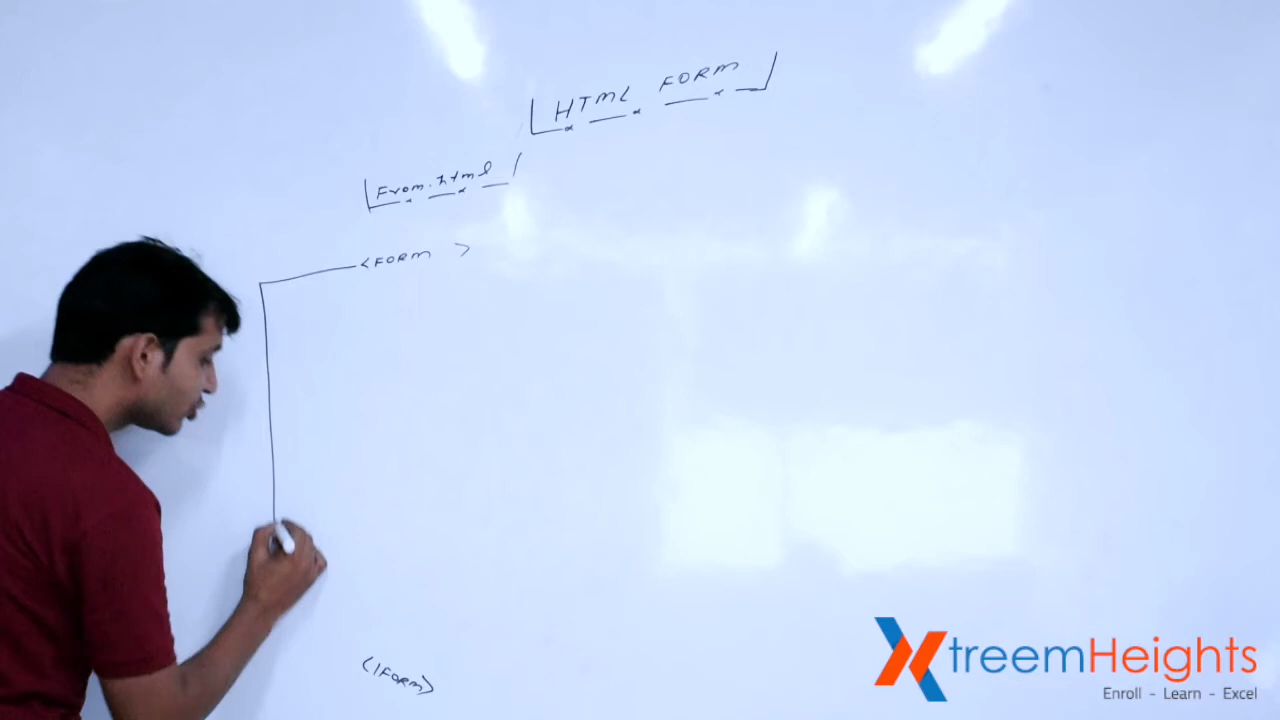 HTML FORM
From.html
<FORM >
</FORM>
XtreemHeights
Enroll - Learn - Excel